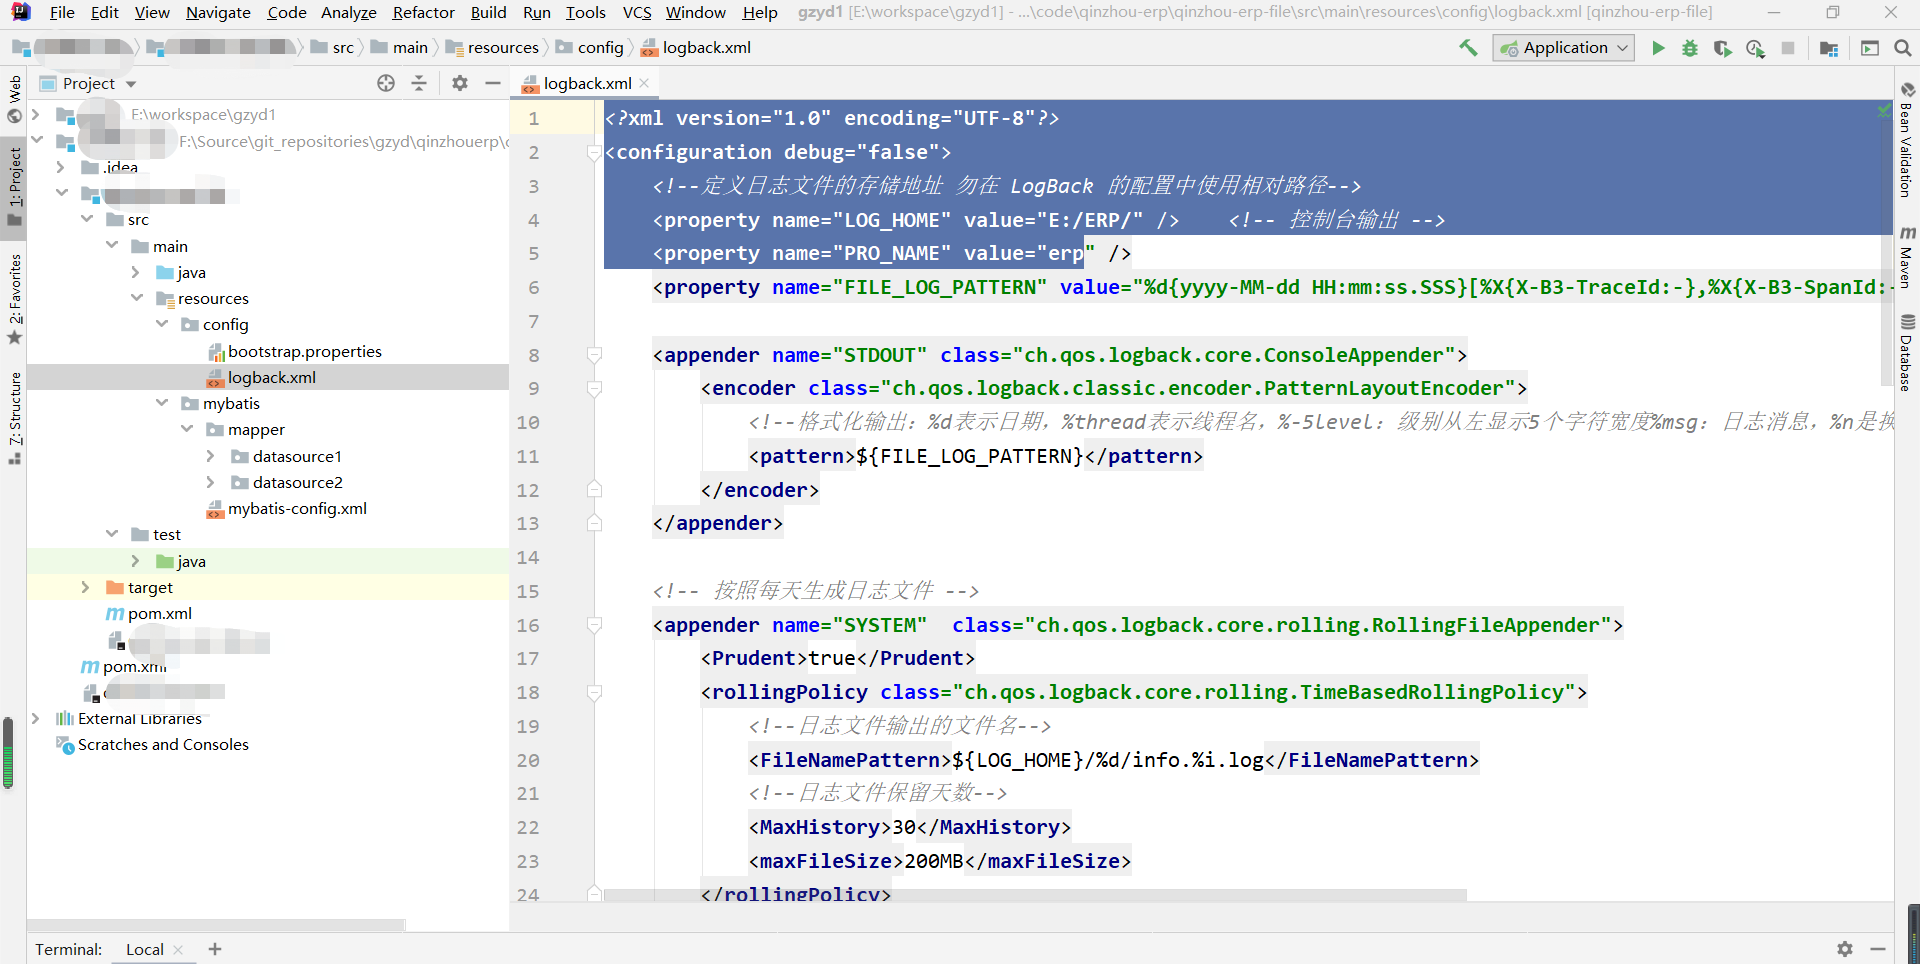 File Edit View Navigate Code Analyze Refactor Build Run Tools VCS Window Help gzyd1 [E:\workspace\gzyd1] - ...\code\qinzhou-erp\qinzhou-erp-file\src\main\resources\config\logback.xml [qinzhou-erp-file]
src main resources config logback.xml Application
Project
logback.xml
Web
1: Project
2: Favorites
7: Structure
E:\workspace\gzyd1
F:\Source\git_repositories\gzyd\qinzhouerp\
.idea
src
main
java
resources
config
bootstrap.properties
logback.xml
mybatis
mapper
datasource1
datasource2
mybatis-config.xml
test
java
target
pom.xml
pom.xml
External Libraries
Scratches and Consoles
1 <?xml version="1.0" encoding="UTF-8"?>
2 <configuration debug="false">
3 <!--定义日志文件的存储地址 勿在 LogBack 的配置中使用相对路径-->
4 <property name="LOG_HOME" value="E:/ERP/" /> <!-- 控制台输出 -->
5 <property name="PRO_NAME" value="erp" />
6 <property name="FILE_LOG_PATTERN" value="%d{yyyy-MM-dd HH:mm:ss.SSS}[%X{X-B3-TraceId:-},%X{X-B3-SpanId:-
7
8 <appender name="STDOUT" class="ch.qos.logback.core.ConsoleAppender">
9 <encoder class="ch.qos.logback.classic.encoder.PatternLayoutEncoder">
10 <!--格式化输出：%d表示日期，%thread表示线程名，%-5level：级别从左显示5个字符宽度%msg：日志消息，%n是换
11 <pattern>${FILE_LOG_PATTERN}</pattern>
12 </encoder>
13 </appender>
14
15 <!-- 按照每天生成日志文件 -->
16 <appender name="SYSTEM" class="ch.qos.logback.core.rolling.RollingFileAppender">
17 <Prudent>true</Prudent>
18 <rollingPolicy class="ch.qos.logback.core.rolling.TimeBasedRollingPolicy">
19 <!--日志文件输出的文件名-->
20 <FileNamePattern>${LOG_HOME}/%d/info.%i.log</FileNamePattern>
21 <!--日志文件保留天数-->
22 <MaxHistory>30</MaxHistory>
23 <maxFileSize>200MB</maxFileSize>
24 </rollingPolicy>
Bean Validation
Maven
Database
Terminal: Local